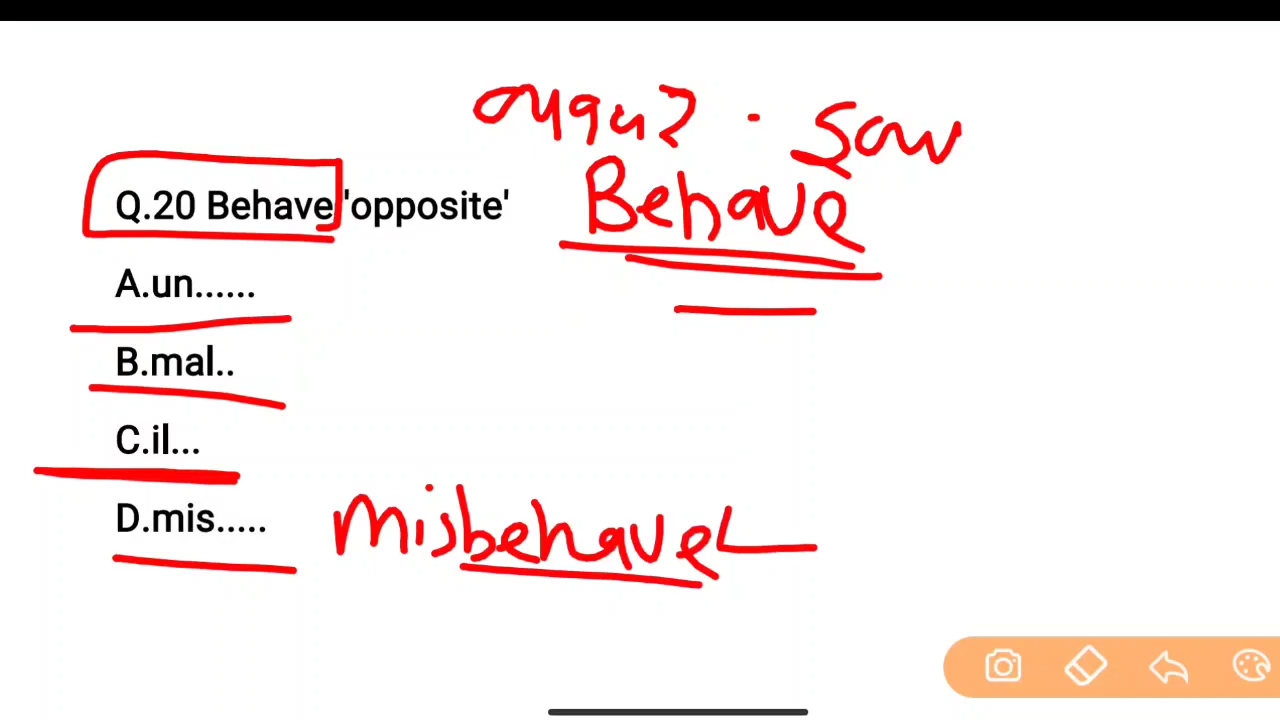 Q.20 Behave 'opposite'
Behave
A.un......
B.mal..
C.il...
D.mis.....
misbehave